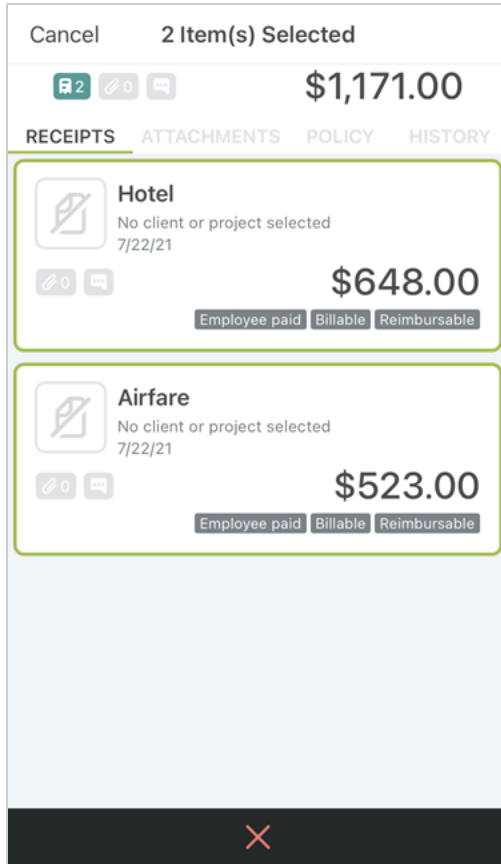 Cancel 2 Item(s) Selected
2 0 $1,171.00
RECEIPTS ATTACHMENTS POLICY HISTORY
Hotel
No client or project selected
7/22/21
0 $648.00
Employee paid Billable Reimbursable
Airfare
No client or project selected
7/22/21
0 $523.00
Employee paid Billable Reimbursable